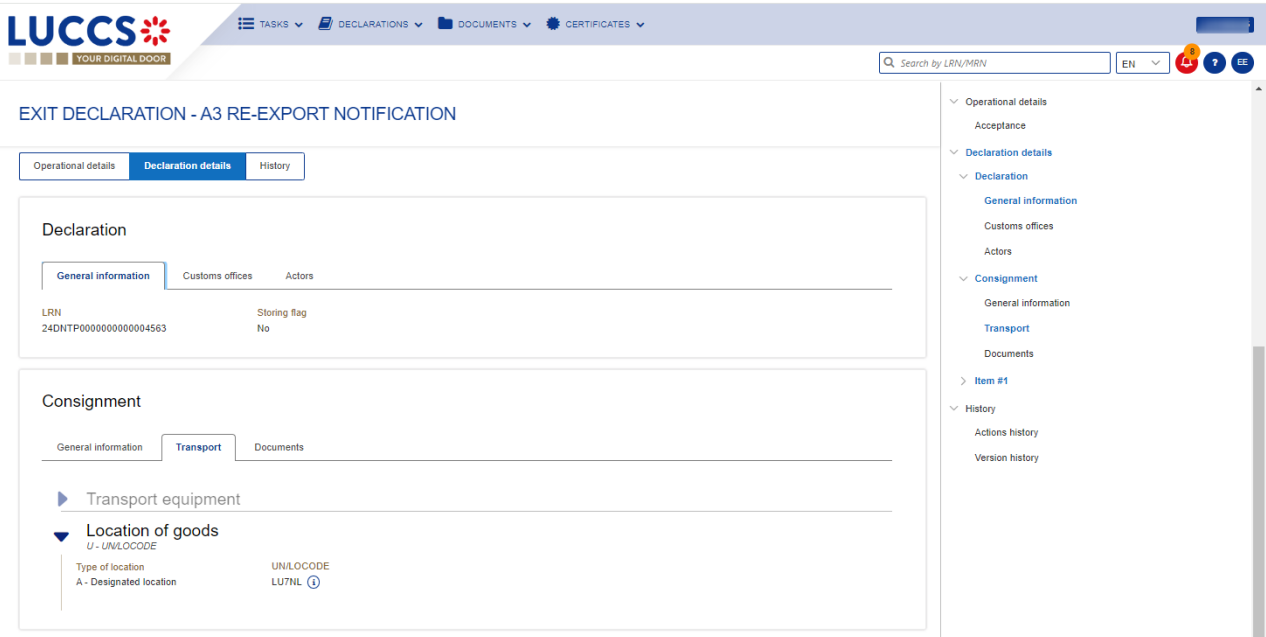 LUCCS
YOUR DIGITAL DOOR
TASKS
DECLARATIONS
DOCUMENTS
CERTIFICATES
Search by LRN/MRN
EN
8
?
EE
EXIT DECLARATION - A3 RE-EXPORT NOTIFICATION
Operational details
Declaration details
History
Declaration
General information
Customs offices
Actors
LRN
Storing flag
24DNTP0000000000004563
No
Consignment
General information
Transport
Documents
Transport equipment
Location of goods
U - UN/LOCODE
Type of location
UN/LOCODE
A - Designated location
LU7NL
Operational details
Acceptance
Declaration details
Declaration
General information
Customs offices
Actors
Consignment
General information
Transport
Documents
Item #1
History
Actions history
Version history